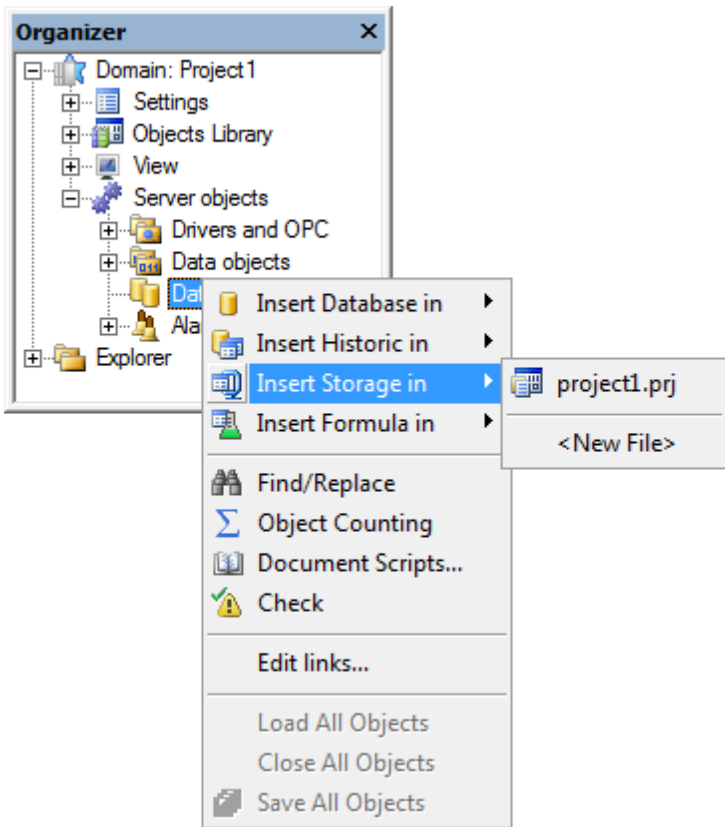 Organizer
Domain: Project1
Settings
Objects Library
View
Server objects
Drivers and OPC
Data objects
Insert Database in
Insert Historic in
Explorer
Insert Storage in
project1.prj
Insert Formula in
<New File>
Find/Replace
Object Counting
Document Scripts...
Check
Edit links...
Load All Objects
Close All Objects
Save All Objects